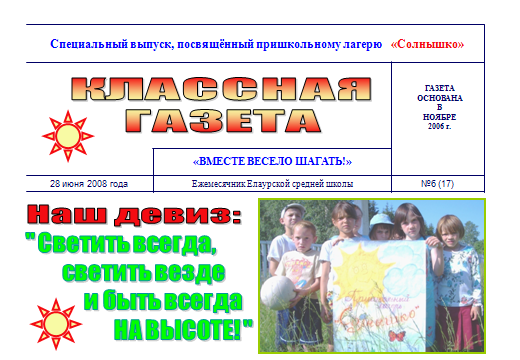 Специальный выпуск, посвящённый пришкольному лагерю «Солнышко»
КЛАССНАЯ
ГАЗЕТА
ГАЗЕТА
ОСНОВАНА
В
НОЯБРЕ
2006 г.
«ВМЕСТЕ ВЕСЕЛО ШАГАТЬ!»
28 июня 2008 года
Ежемесячник Елаурской средней школы
№6 (17)
Наш девиз:
"Светить всегда,
светить везде
и быть всегда
НА ВЫСОТЕ!"
Солнышко